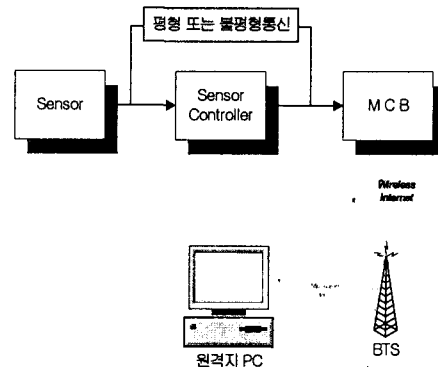 평형 또는 불평형통신
Sensor
Sensor
Controller
M C B
Wireless
Internet
원격지 PC
BTS